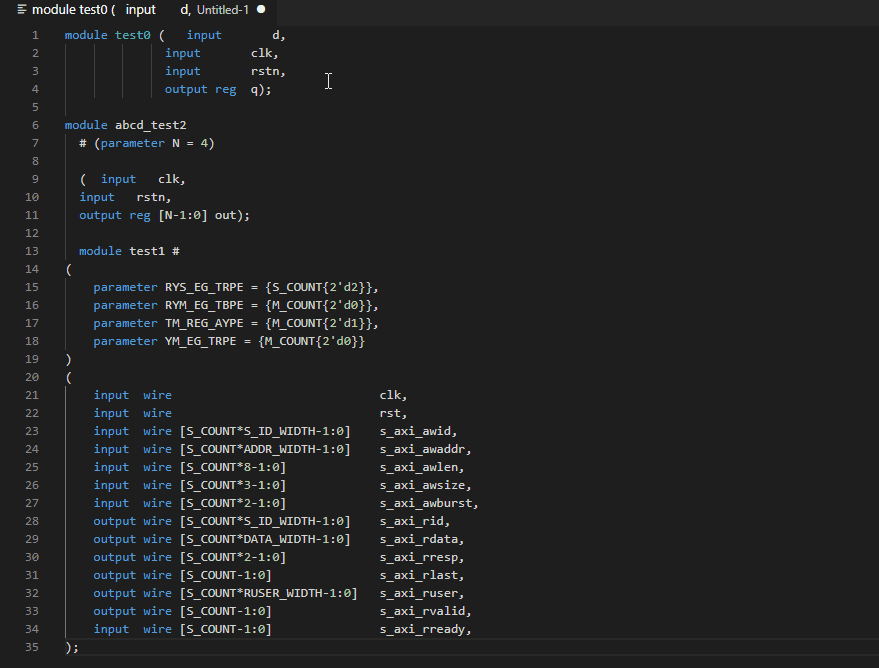 module test0 (   input       d, Untitled-1
1 module test0 (   input       d,
2               input       clk,
3               input       rstn,
4               output reg  q);
5
6 module abcd_test2
7   # (parameter N = 4)
8
9   (  input   clk,
10   input   rstn,
11   output reg [N-1:0] out);
12
13   module test1 #
14 (
15     parameter RYS_EG_TRPE = {S_COUNT{2'd2}},
16     parameter RYM_EG_TBPE = {M_COUNT{2'd0}},
17     parameter TM_REG_AYPE = {M_COUNT{2'd1}},
18     parameter YM_EG_TRPE = {M_COUNT{2'd0}}
19 )
20 (
21     input  wire                             clk,
22     input  wire                             rst,
23     input  wire [S_COUNT*S_ID_WIDTH-1:0]    s_axi_awid,
24     input  wire [S_COUNT*ADDR_WIDTH-1:0]    s_axi_awaddr,
25     input  wire [S_COUNT*8-1:0]             s_axi_awlen,
26     input  wire [S_COUNT*3-1:0]             s_axi_awsize,
27     input  wire [S_COUNT*2-1:0]             s_axi_awburst,
28     output wire [S_COUNT*S_ID_WIDTH-1:0]    s_axi_rid,
29     output wire [S_COUNT*DATA_WIDTH-1:0]    s_axi_rdata,
30     output wire [S_COUNT*2-1:0]             s_axi_rresp,
31     output wire [S_COUNT-1:0]               s_axi_rlast,
32     output wire [S_COUNT*RUSER_WIDTH-1:0]   s_axi_ruser,
33     output wire [S_COUNT-1:0]               s_axi_rvalid,
34     input  wire [S_COUNT-1:0]               s_axi_rready,
35 );